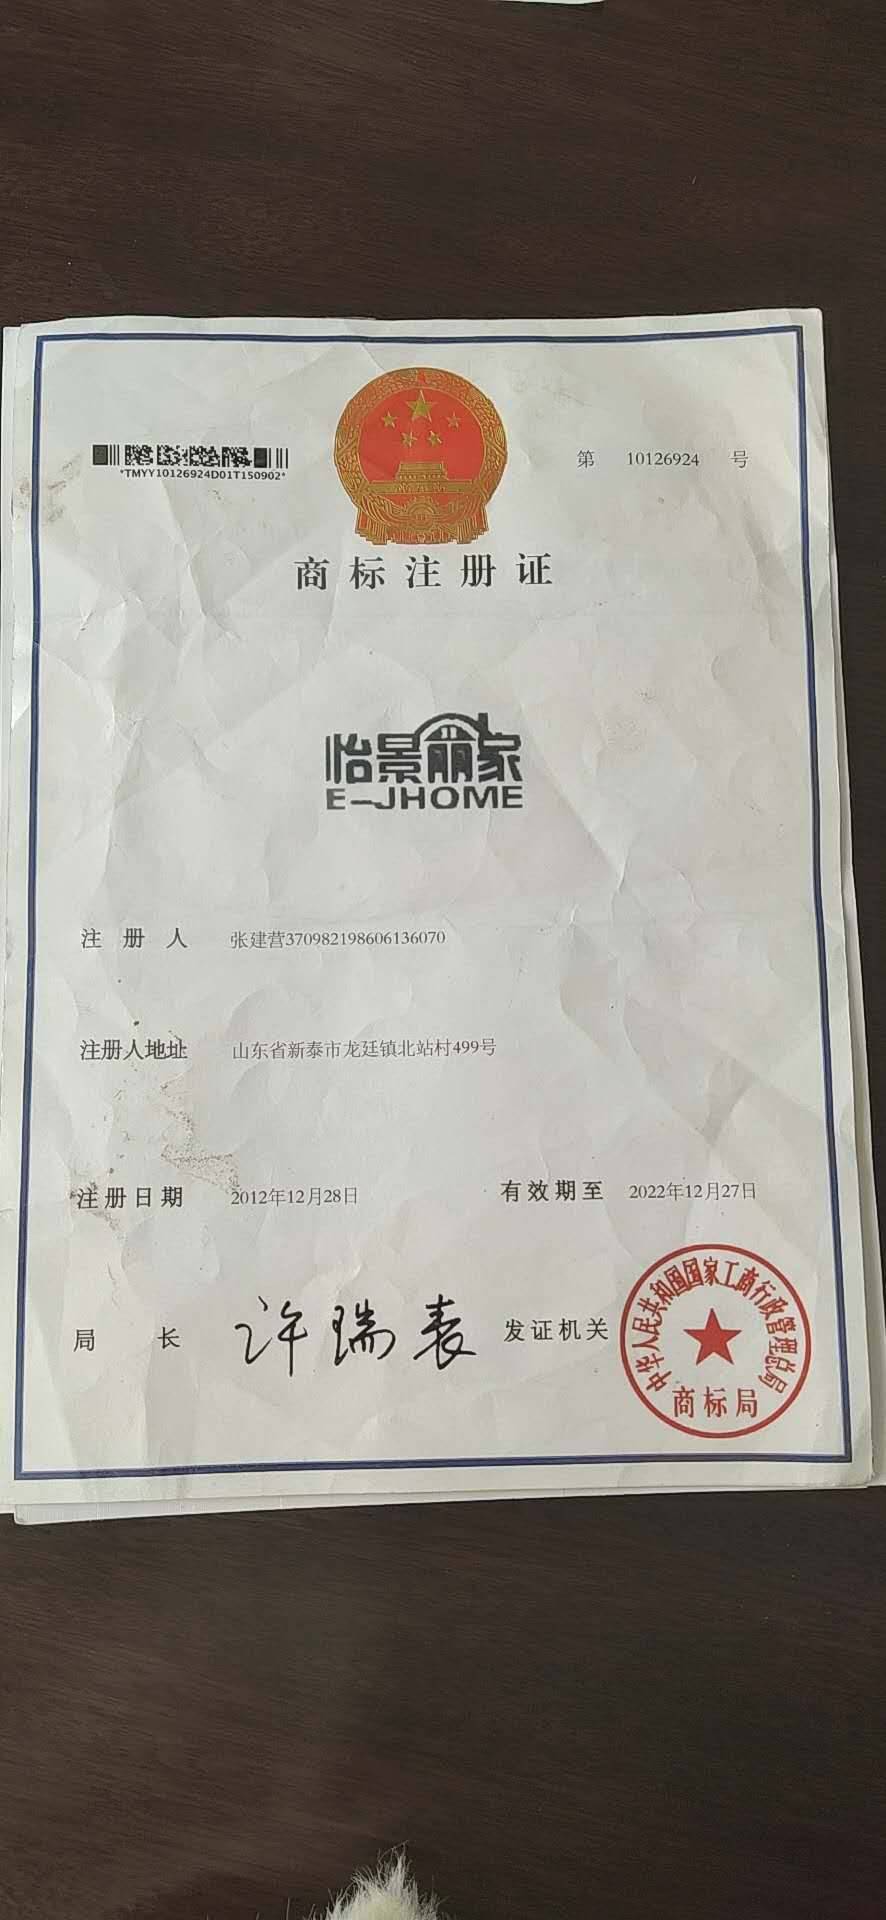 *TMYY10126924D01T150902*
第 10126924 号
商标注册证
怡景丽家
E-JHOME
注册人 张建营370982198606136070
注册人地址 山东省新泰市龙廷镇北站村499号
注册日期 2012年12月28日 有效期至 2022年12月27日
局长 许瑞表 发证机关
中华人民共和国国家工商行政管理总局
商标局